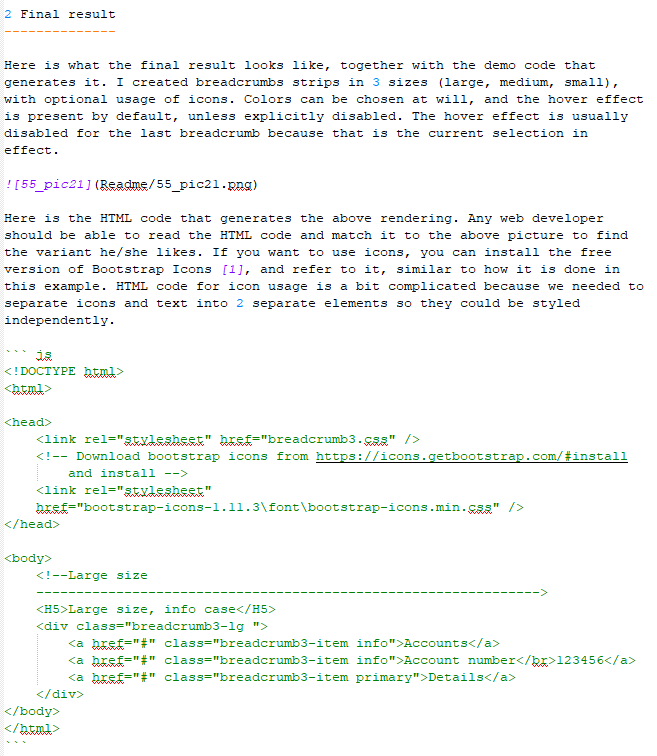 2 Final result
--------------
Here is what the final result looks like, together with the demo code that
generates it. I created breadcrumbs strips in 3 sizes (large, medium, small),
with optional usage of icons. Colors can be chosen at will, and the hover effect
is present by default, unless explicitly disabled. The hover effect is usually
disabled for the last breadcrumb because that is the current selection in
effect.
![55_pic21](Readme/55_pic21.png)
Here is the HTML code that generates the above rendering. Any web developer
should be able to read the HTML code and match it to the above picture to find
the variant he/she likes. If you want to use icons, you can install the free
version of Bootstrap Icons [1], and refer to it, similar to how it is done in
this example. HTML code for icon usage is a bit complicated because we needed to
separate icons and text into 2 separate elements so they could be styled
independently.
``` js
<!DOCTYPE html>
<html>
<head>
    <link rel="stylesheet" href="breadcrumb3.css" />
    <!-- Download bootstrap icons from https://icons.getbootstrap.com/#install
        and install -->
    <link rel="stylesheet"
    href="bootstrap-icons-1.11.3\font\bootstrap-icons.min.css" />
</head>
<body>
    <!--Large size
    --------------------------------------------------------------->
    <H5>Large size, info case</H5>
    <div class="breadcrumb3-lg ">
        <a href="#" class="breadcrumb3-item info">Accounts</a>
        <a href="#" class="breadcrumb3-item info">Account number</br>123456</a>
        <a href="#" class="breadcrumb3-item primary">Details</a>
    </div>
</body>
</html>
```